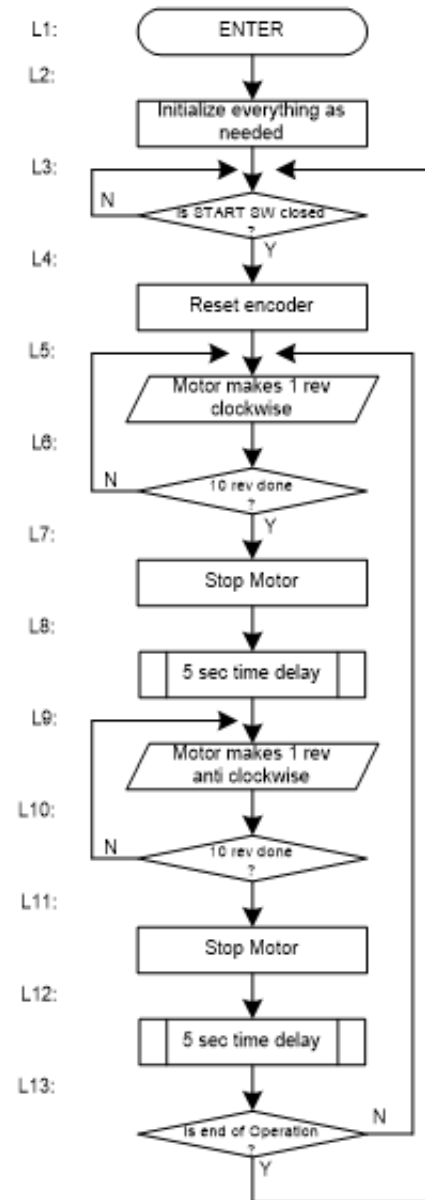 L1:
ENTER
L2:
Initialize everything as
needed
L3:
N
Is START SW closed
?
Y
L4:
Reset encoder
L5:
Motor makes 1 rev
clockwise
L6:
N
10 rev done
?
Y
L7:
Stop Motor
L8:
5 sec time delay
L9:
Motor makes 1 rev
anti clockwise
L10:
N
10 rev done
?
L11:
Stop Motor
L12:
5 sec time delay
L13:
N
Is end of Operation
?
Y